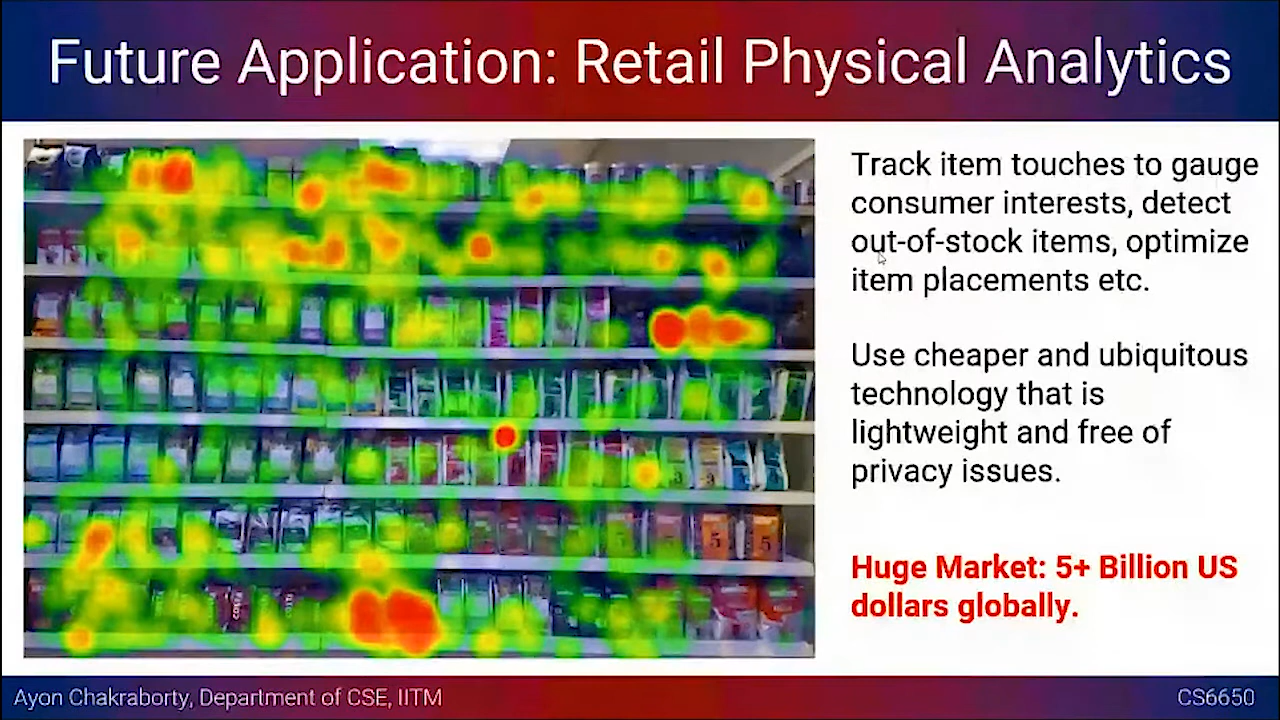 Future Application: Retail Physical Analytics
Track item touches to gauge
consumer interests, detect
out-of-stock items, optimize
item placements etc.
Use cheaper and ubiquitous
technology that is
lightweight and free of
privacy issues.
Huge Market: 5+ Billion US
dollars globally.
Ayon Chakraborty, Department of CSE, IITM
CS6650